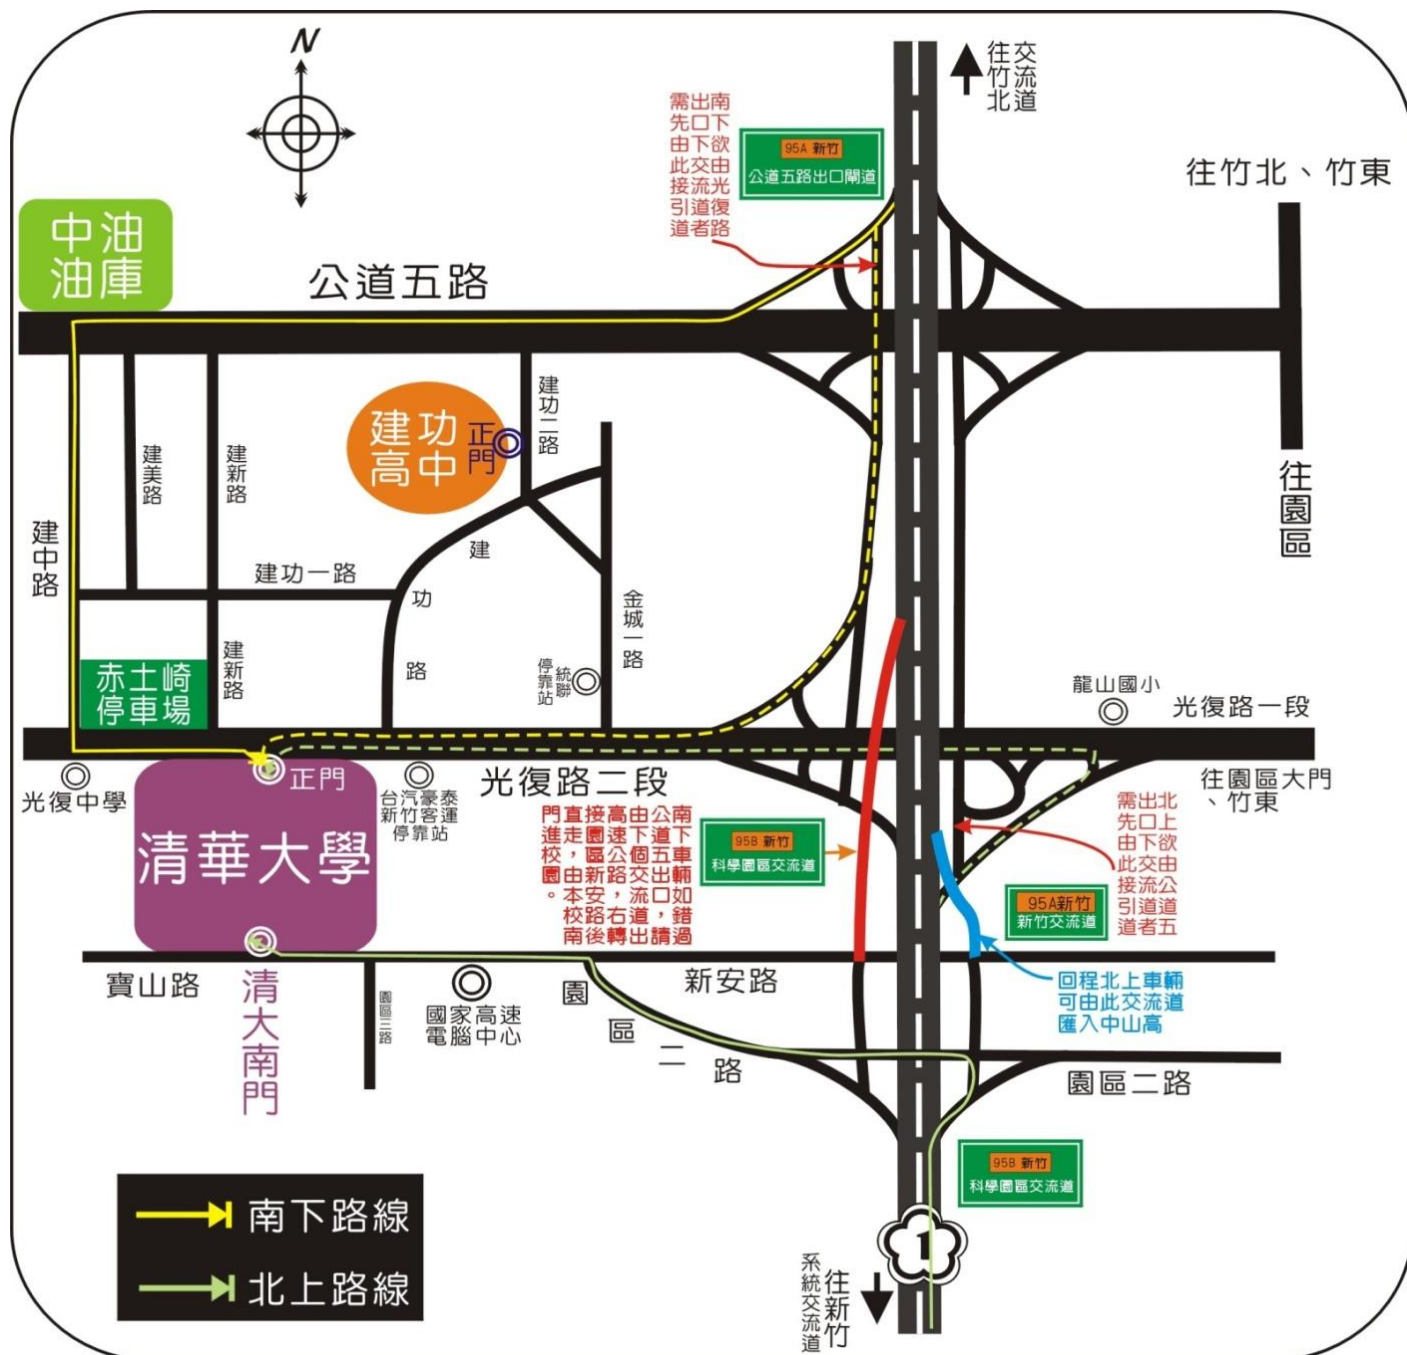 N
往竹北
交流道
南下欲由光復路
出口下交流道者
需先由此接引道
95A 新竹
公道五路出口閘道
往竹北、竹東
中油
油庫
公道五路
建功
高中
正門
建功二路
建美路
建新路
建中路
往園區
建功一路
建
功
路
金城一路
建新路
赤土崎
停車場
統聯
停靠站
龍山國小
光復路一段
正門
光復中學
台汽豪泰
新竹客運
停靠站
光復路二段
往園區大門
、竹東
清華大學
南下車輛如錯過
公道五出口，請
由下個交流道出
高速公路，右轉
接園區新安路後
直走，由本校南
門進校園。
95B 新竹
科學園區交流道
北上欲由公道五
出口下交流道者
需先由此接引道
95A新竹
新竹交流道
寶山路
清大南門
園區三路
國家高速
電腦中心
園
區
二
路
新安路
回程北上車輛
可由此交流道
匯入中山高
園區二路
95B 新竹
科學園區交流道
南下路線
北上路線
1
往新竹
系統交流道